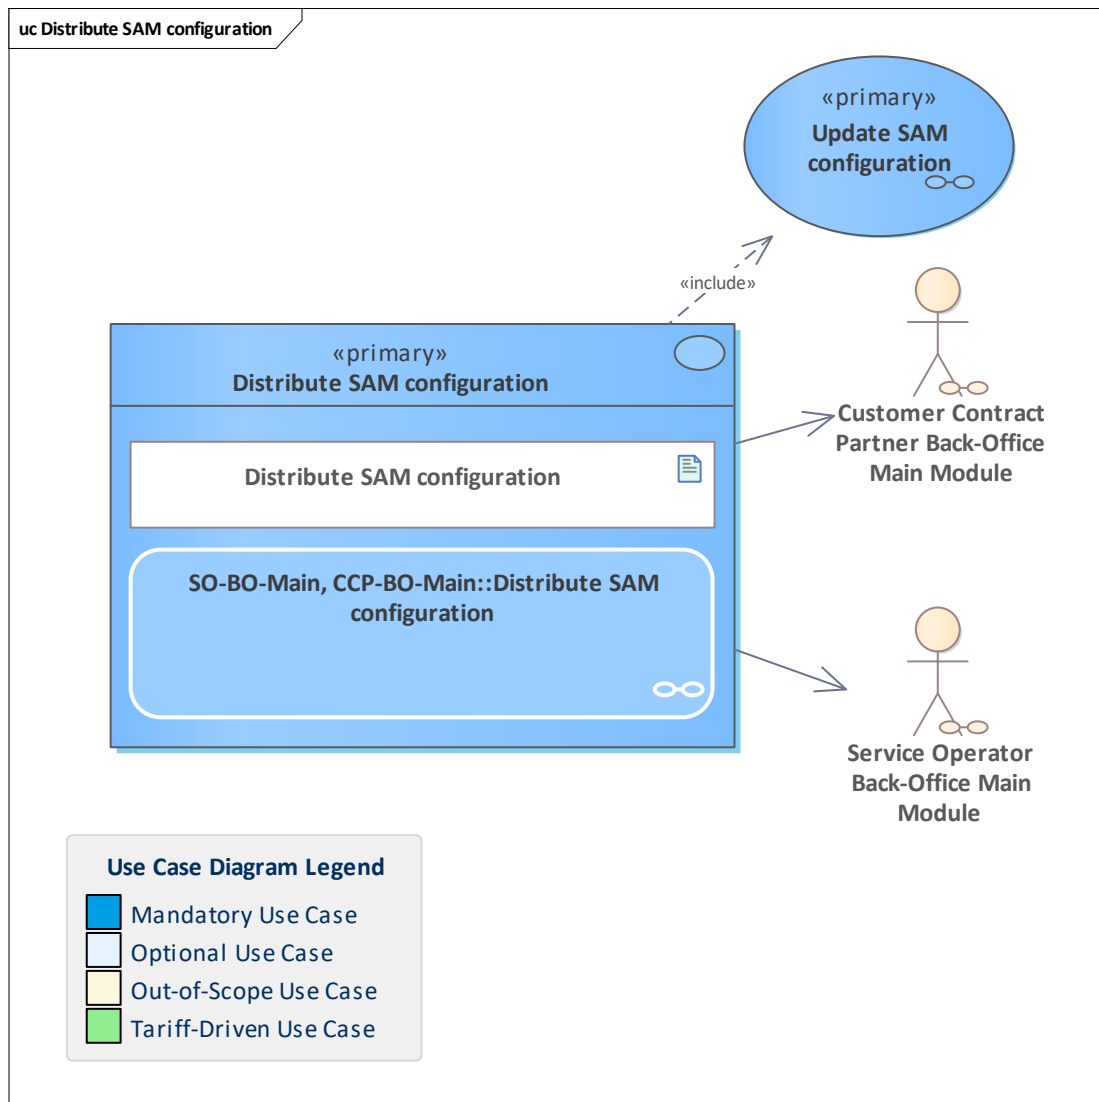 uc Distribute SAM configuration
«primary»
Update SAM
configuration
«include»
«primary»
Distribute SAM configuration
Distribute SAM configuration
SO-BO-Main, CCP-BO-Main::Distribute SAM
configuration
Customer Contract
Partner Back-Office
Main Module
Service Operator
Back-Office Main
Module
Use Case Diagram Legend
Mandatory Use Case
Optional Use Case
Out-of-Scope Use Case
Tariff-Driven Use Case